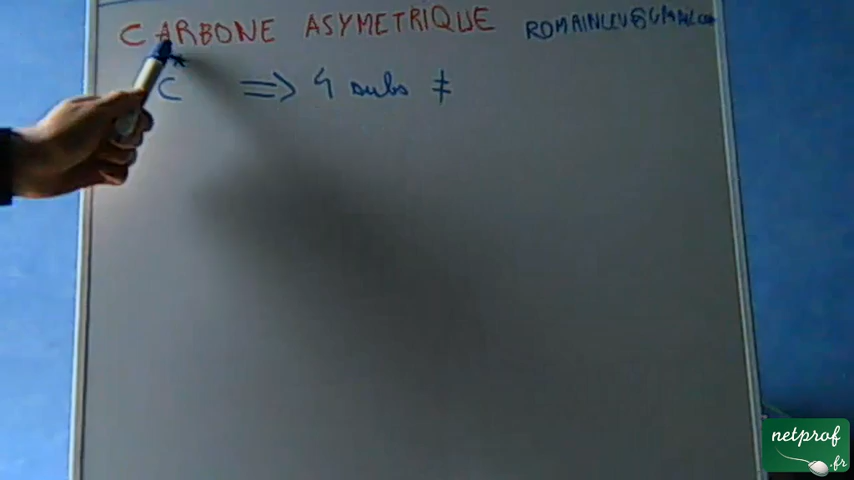 CARBONE ASYMETRIQUE
C* => 4 subs ≠
netprof
.fr